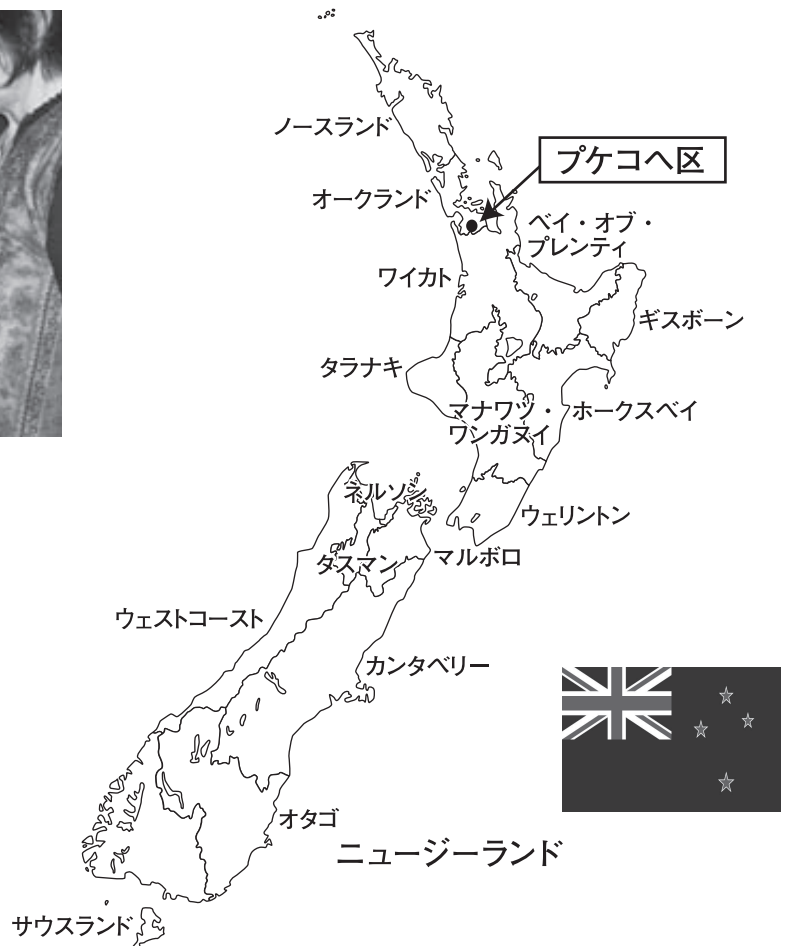 ノースランド
プケコヘ区
オークランド
ベイ・オブ・
プレンティ
ワイカト
ギスボーン
タラナキ
マナワツ・
ワンガヌイ
ホークスベイ
ネルソン
ウェリントン
タスマン
マルボロ
ウェストコースト
カンタベリー
オタゴ
ニュージーランド
サウスランド